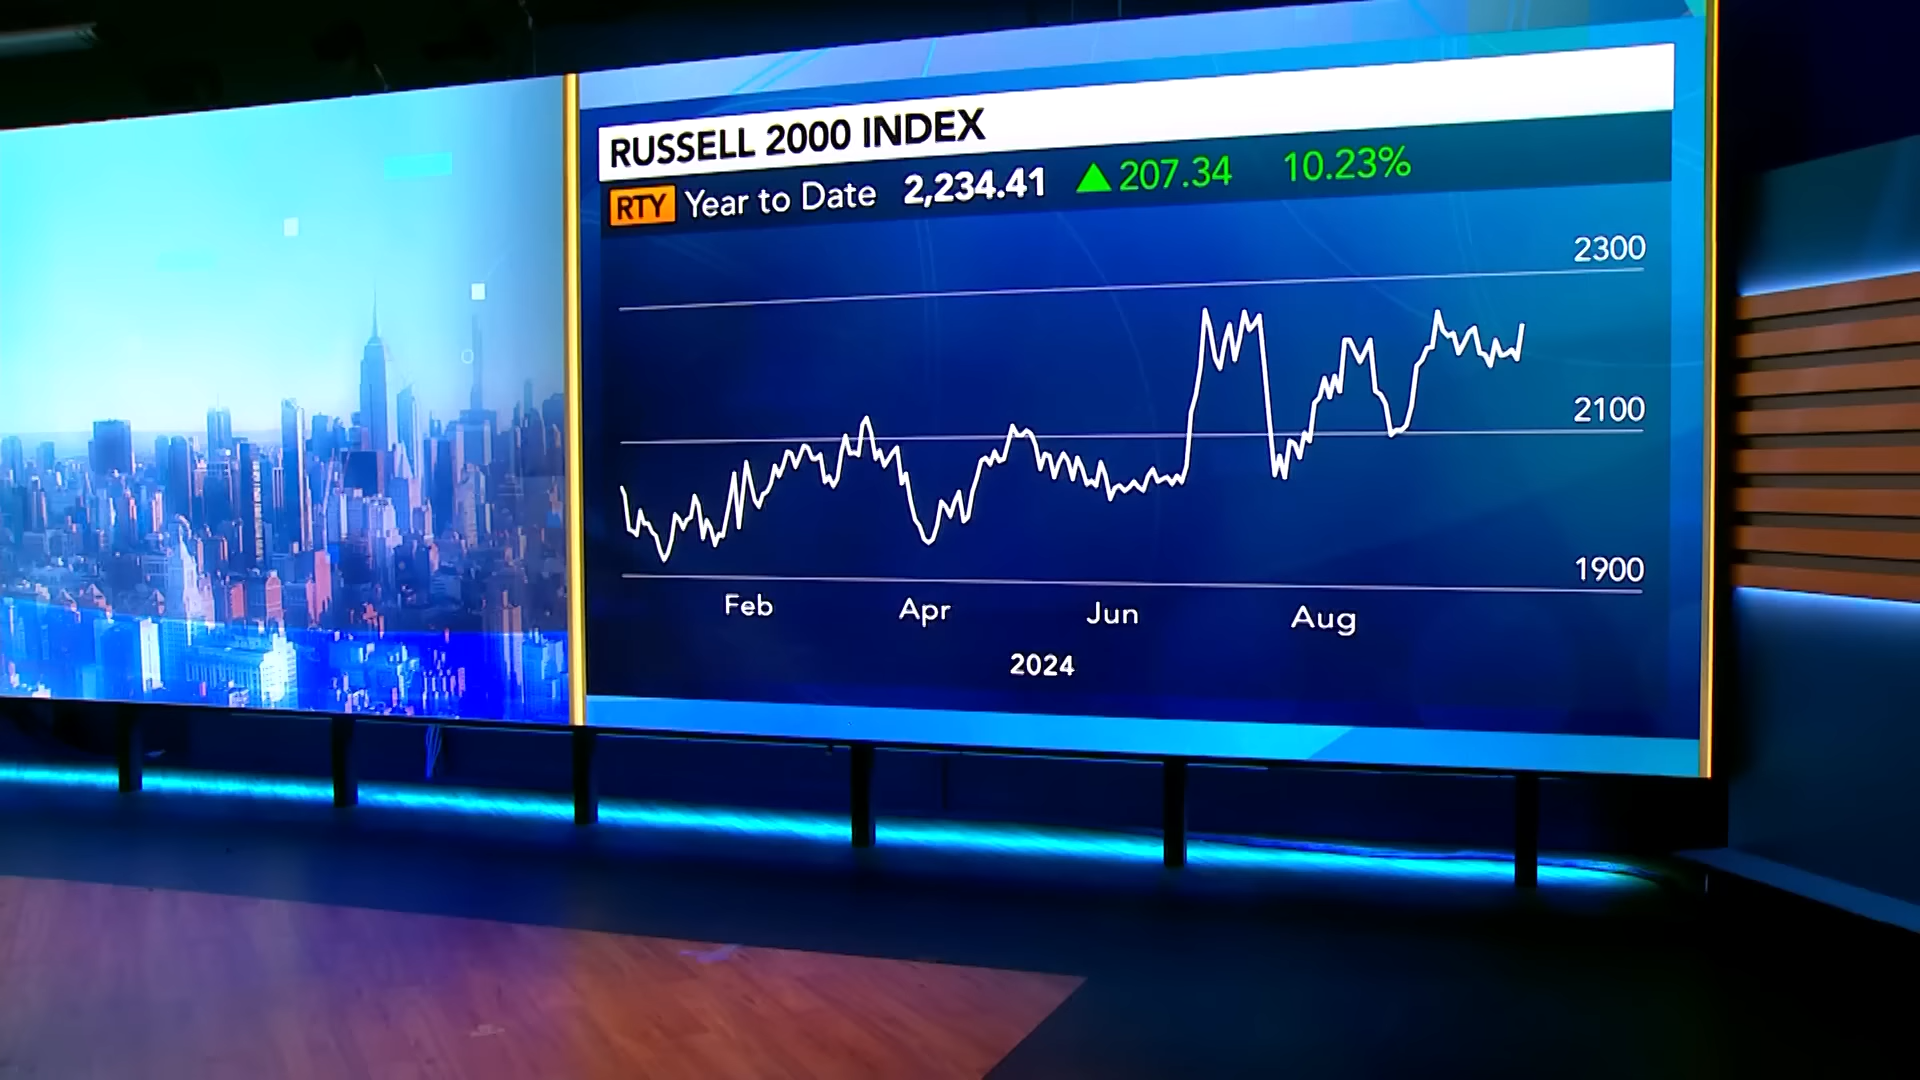 RUSSELL 2000 INDEX
RTY Year to Date 2,234.41 ▲207.34 10.23%
2300
2100
1900
Feb Apr Jun Aug
2024